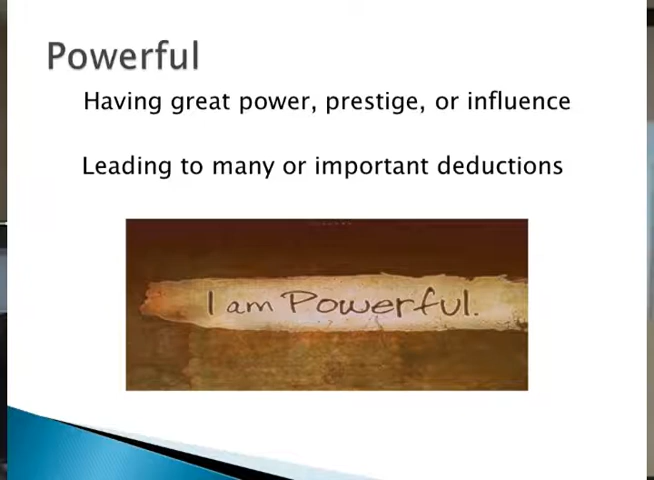 Powerful
Having great power, prestige, or influence
Leading to many or important deductions
I am Powerful.